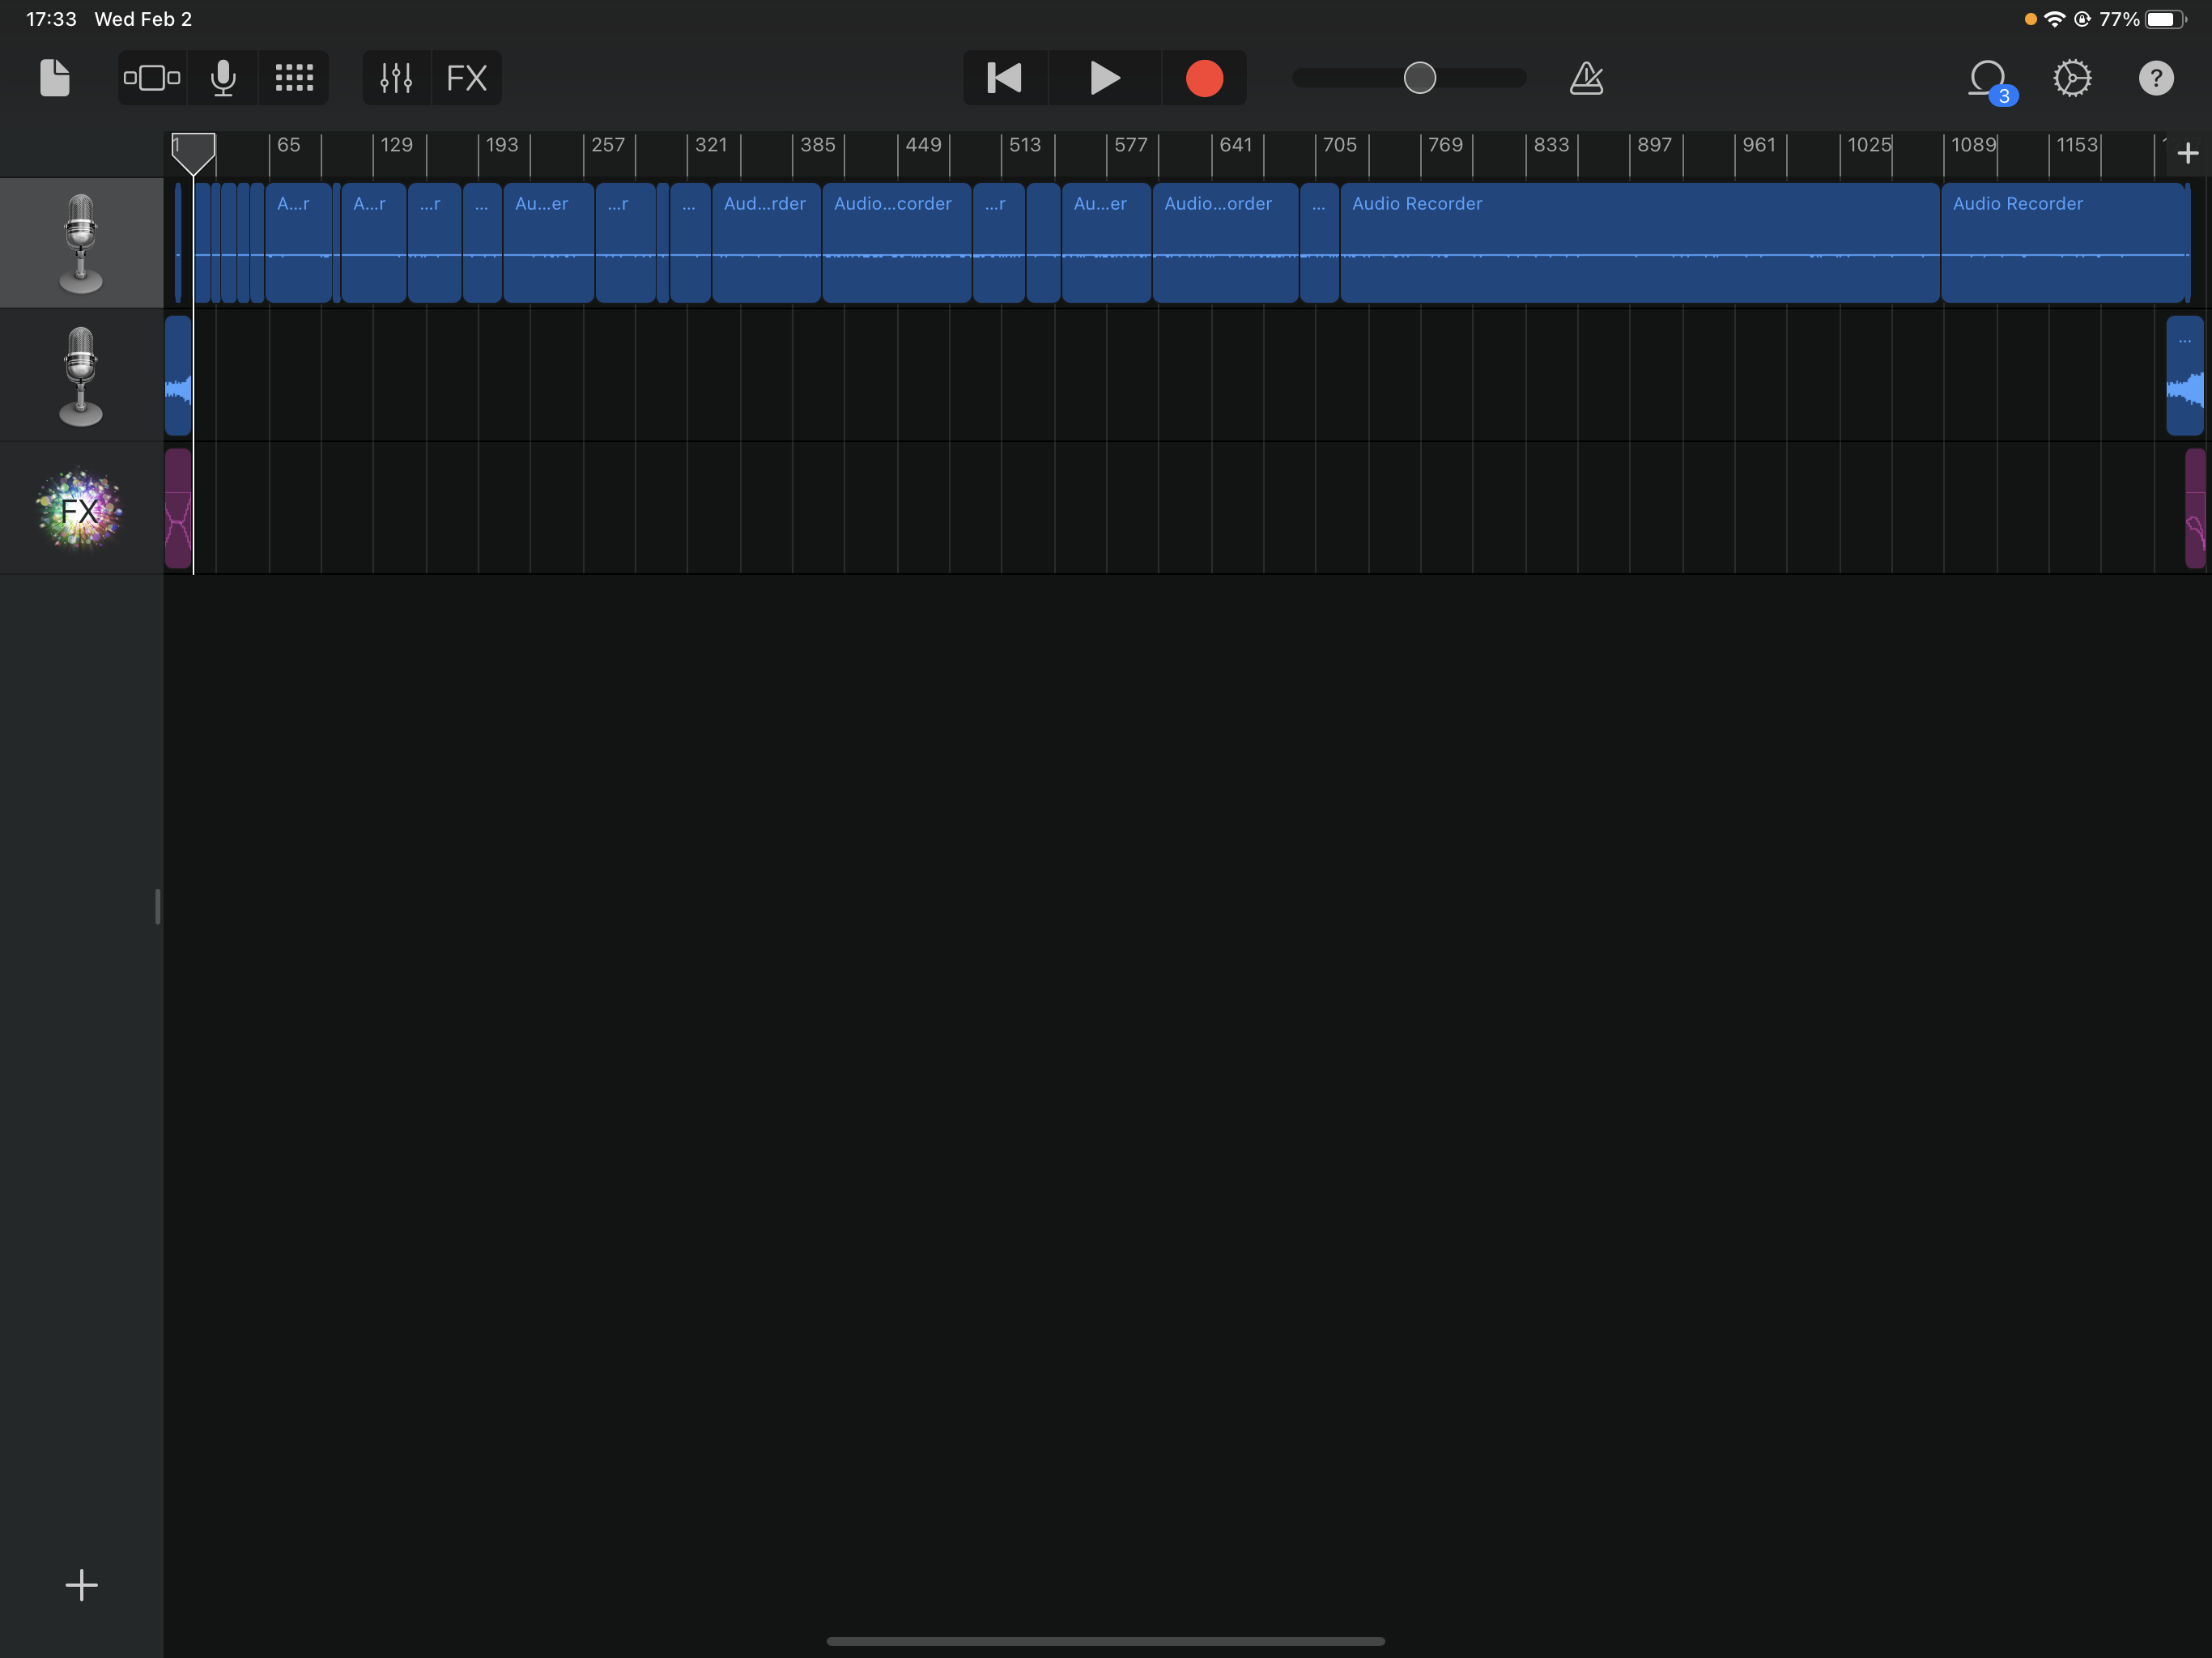 17:33 Wed Feb 2 77%
FX 3 ?
1 65 129 193 257 321 385 449 513 577 641 705 769 833 897 961 1025 1089 1153
A...r A...r ...r ... Au...er ...r ... Aud...rder Audio...corder ...r Au...er Audio...order ... Audio Recorder Audio Recorder
...
FX